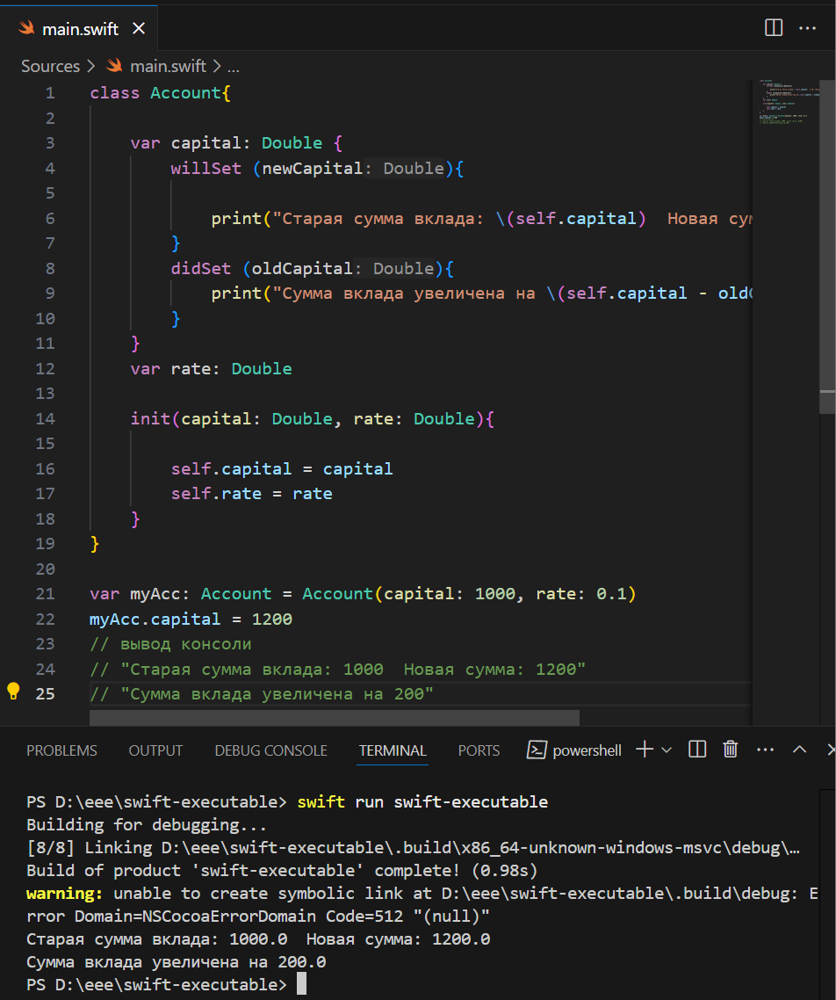 main.swift
Sources > main.swift > ...
1 class Account{
2
3 var capital: Double {
4 willSet (newCapital: Double){
5
6 print("Старая сумма вклада: \(self.capital)  Новая сум
7 }
8 didSet (oldCapital: Double){
9 print("Сумма вклада увеличена на \(self.capital - old
10 }
11 }
12 var rate: Double
13
14 init(capital: Double, rate: Double){
15
16 self.capital = capital
17 self.rate = rate
18 }
19 }
20
21 var myAcc: Account = Account(capital: 1000, rate: 0.1)
22 myAcc.capital = 1200
23 // вывод консоли
24 // "Старая сумма вклада: 1000  Новая сумма: 1200"
25 // "Сумма вклада увеличена на 200"
PROBLEMS OUTPUT DEBUG CONSOLE TERMINAL PORTS powershell
PS D:\eee\swift-executable> swift run swift-executable
Building for debugging...
[8/8] Linking D:\eee\swift-executable\.build\x86_64-unknown-windows-msvc\debug\…
Build of product 'swift-executable' complete! (0.98s)
warning: unable to create symbolic link at D:\eee\swift-executable\.build\debug: E
rror Domain=NSCocoaErrorDomain Code=512 "(null)"
Старая сумма вклада: 1000.0  Новая сумма: 1200.0
Сумма вклада увеличена на 200.0
PS D:\eee\swift-executable>